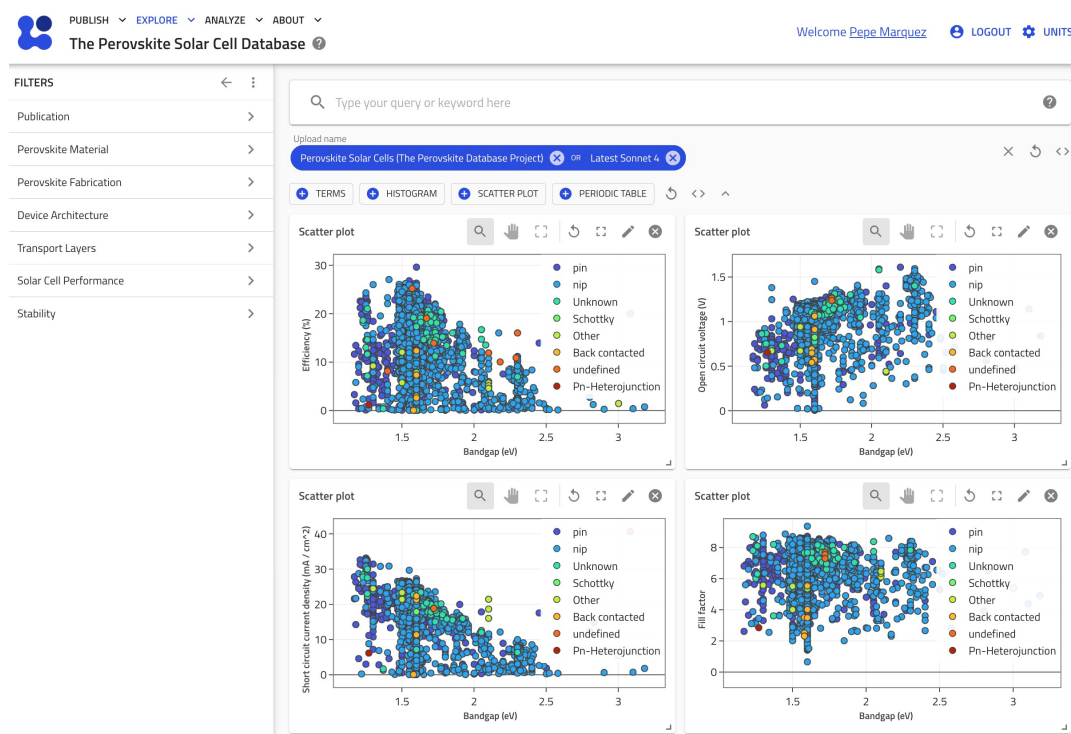 PUBLISH EXPLORE ANALYZE ABOUT
The Perovskite Solar Cell Database
Welcome Pepe Marquez LOGOUT UNITS
FILTERS
Publication
Perovskite Material
Perovskite Fabrication
Device Architecture
Transport Layers
Solar Cell Performance
Stability
Type your query or keyword here
Upload name
Perovskite Solar Cells (The Perovskite Database Project) OR Latest Sonnet 4
TERMS HISTOGRAM SCATTER PLOT PERIODIC TABLE
Scatter plot
Efficiency (%)
30
20
10
0
1.5 2 2.5 3
Bandgap (eV)
pin
nip
Unknown
Schottky
Other
Back contacted
undefined
Pn-Heterojunction
Scatter plot
Open circuit voltage (V)
1.5
1
0.5
0
1.5 2 2.5 3
Bandgap (eV)
pin
nip
Unknown
Schottky
Other
Back contacted
undefined
Pn-Heterojunction
Scatter plot
Short circuit current density (mA / cm^2)
40
30
20
10
0
1.5 2 2.5 3
Bandgap (eV)
pin
nip
Unknown
Schottky
Other
Back contacted
undefined
Pn-Heterojunction
Scatter plot
Fill factor
8
6
4
2
0
1.5 2 2.5 3
Bandgap (eV)
pin
nip
Unknown
Schottky
Other
Back contacted
undefined
Pn-Heterojunction